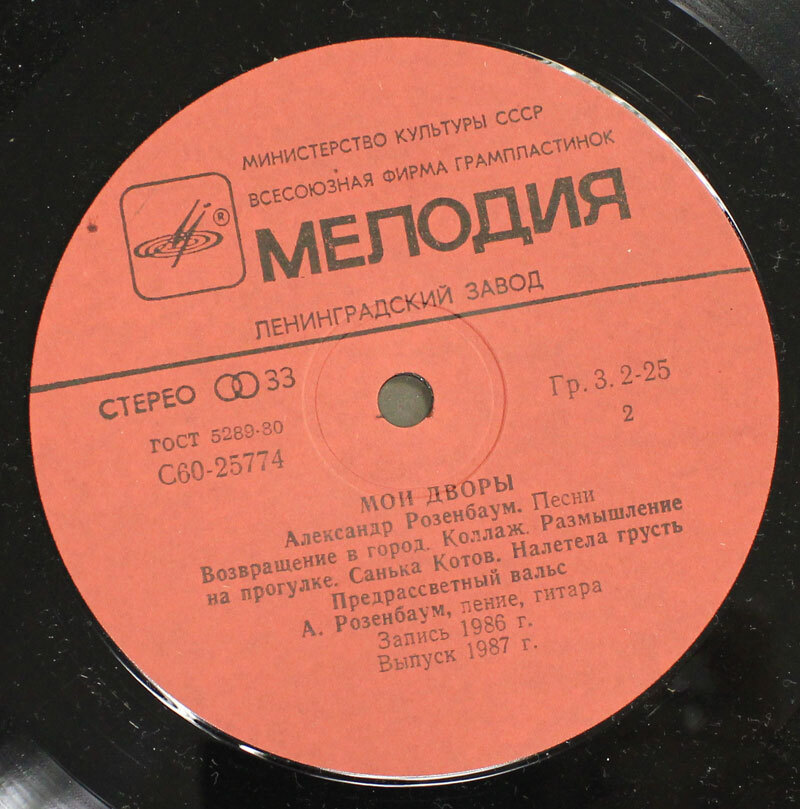 МИНИСТЕРСТВО КУЛЬТУРЫ СССР
ВСЕСОЮЗНАЯ ФИРМА ГРАМПЛАСТИНОК
®
МЕЛОДИЯ
ЛЕНИНГРАДСКИЙ ЗАВОД
СТЕРЕО 33
Гр. 3. 2-25
ГОСТ 5289-80
2
С60-25774
МОИ ДВОРЫ
Александр Розенбаум. Песни
Возвращение в город. Коллаж. Размышление
на прогулке. Санька Котов. Налетела грусть
Предрассветный вальс
А. Розенбаум, пение, гитара
Запись 1986 г.
Выпуск 1987 г.